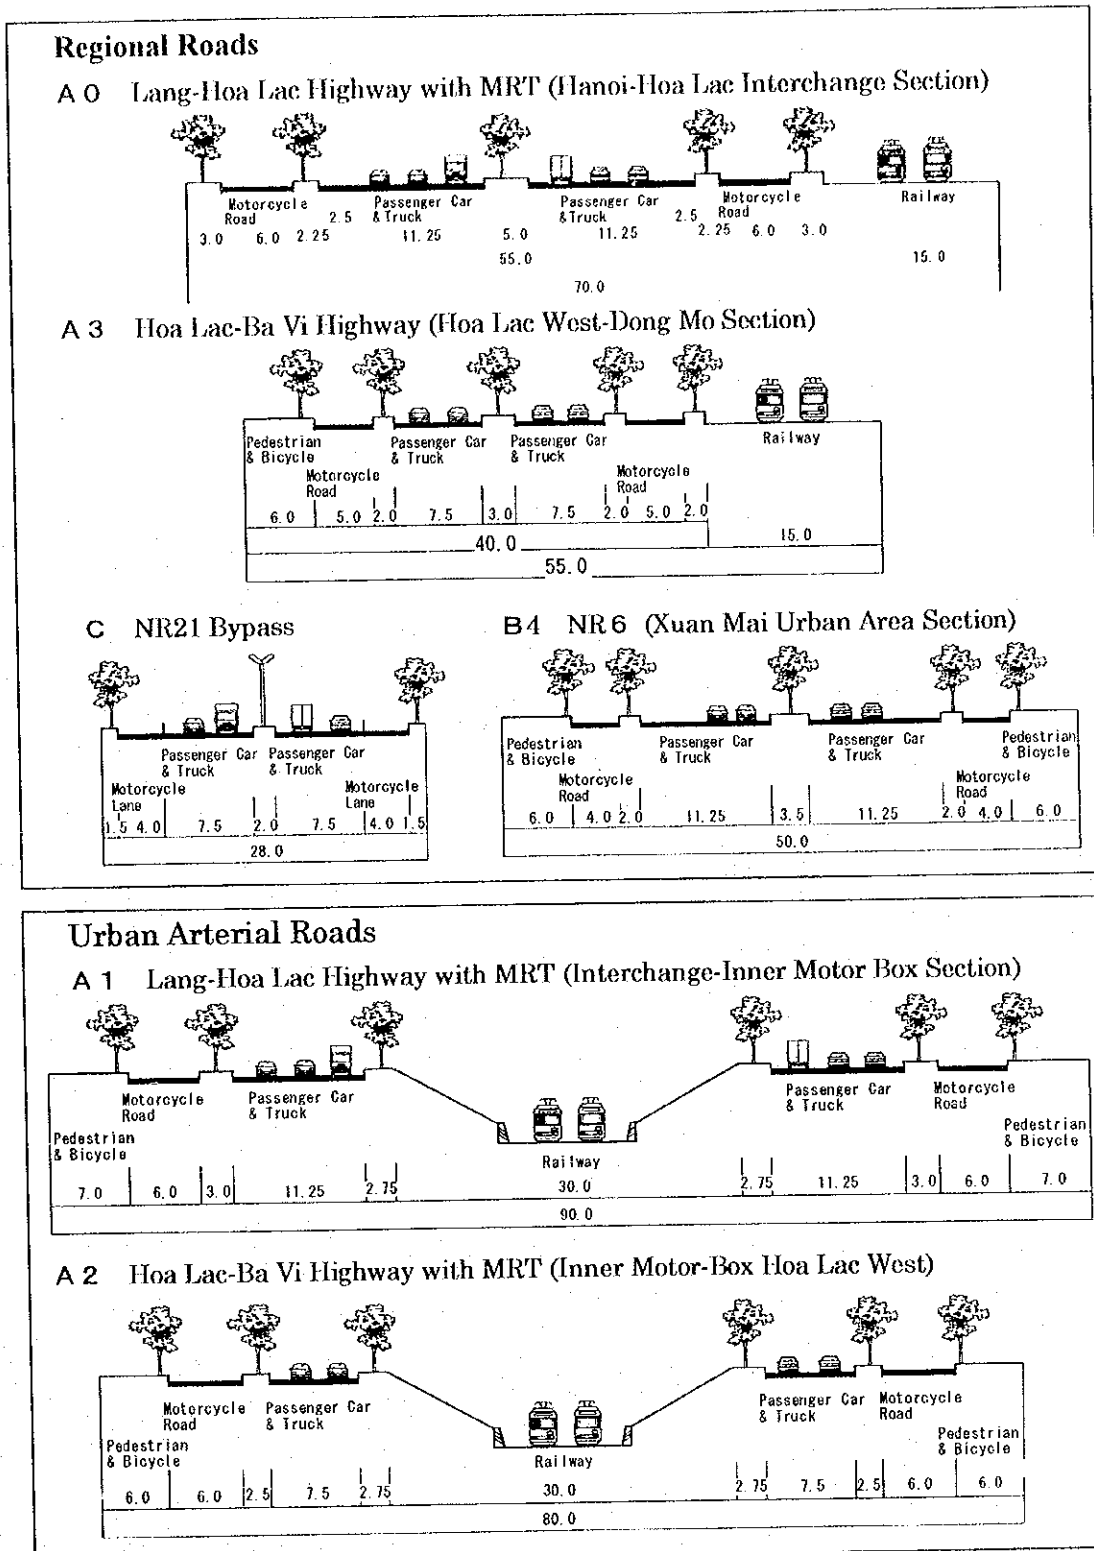 Regional Roads
A 0 Lang-Hoa Lac Highway with MRT (Hanoi-Hoa Lac Interchange Section)
Motorcycle Road Passenger Car & Truck Passenger Car & Truck Motorcycle Road Railway
3.0 6.0 2.25 2.5 11.25 5.0 11.25 2.5 2.25 6.0 3.0
55.0 15.0
70.0
A 3 Hoa Lac-Ba Vi Highway (Hoa Lac West-Dong Mo Section)
Pedestrian & Bicycle Passenger Car & Truck Passenger Car & Truck Railway
Motorcycle Road Motorcycle Road
6.0 5.0 2.0 7.5 3.0 7.5 2.0 5.0 2.0 15.0
40.0
55.0
C NR21 Bypass
Passenger Car & Truck Passenger Car & Truck
Motorcycle Lane Motorcycle Lane
1.5 4.0 7.5 2.0 7.5 4.0 1.5
28.0
B4 NR6 (Xuan Mai Urban Area Section)
Pedestrian & Bicycle Passenger Car & Truck Passenger Car & Truck Pedestrian & Bicycle
Motorcycle Road Motorcycle Road
6.0 4.0 2.0 11.25 3.5 11.25 2.0 4.0 6.0
50.0
Urban Arterial Roads
A 1 Lang-Hoa Lac Highway with MRT (Interchange-Inner Motor Box Section)
Motorcycle Road Passenger Car & Truck Passenger Car & Truck Motorcycle Road
Pedestrian & Bicycle Railway Pedestrian & Bicycle
7.0 6.0 3.0 11.25 2.75 30.0 2.75 11.25 3.0 6.0 7.0
90.0
A 2 Hoa Lac-Ba Vi Highway with MRT (Inner Motor-Box Hoa Lac West)
Motorcycle Road Passenger Car & Truck Passenger Car & Truck Motorcycle Road
Pedestrian & Bicycle Railway Pedestrian & Bicycle
6.0 6.0 2.5 7.5 2.75 30.0 2.75 7.5 2.5 6.0 6.0
80.0